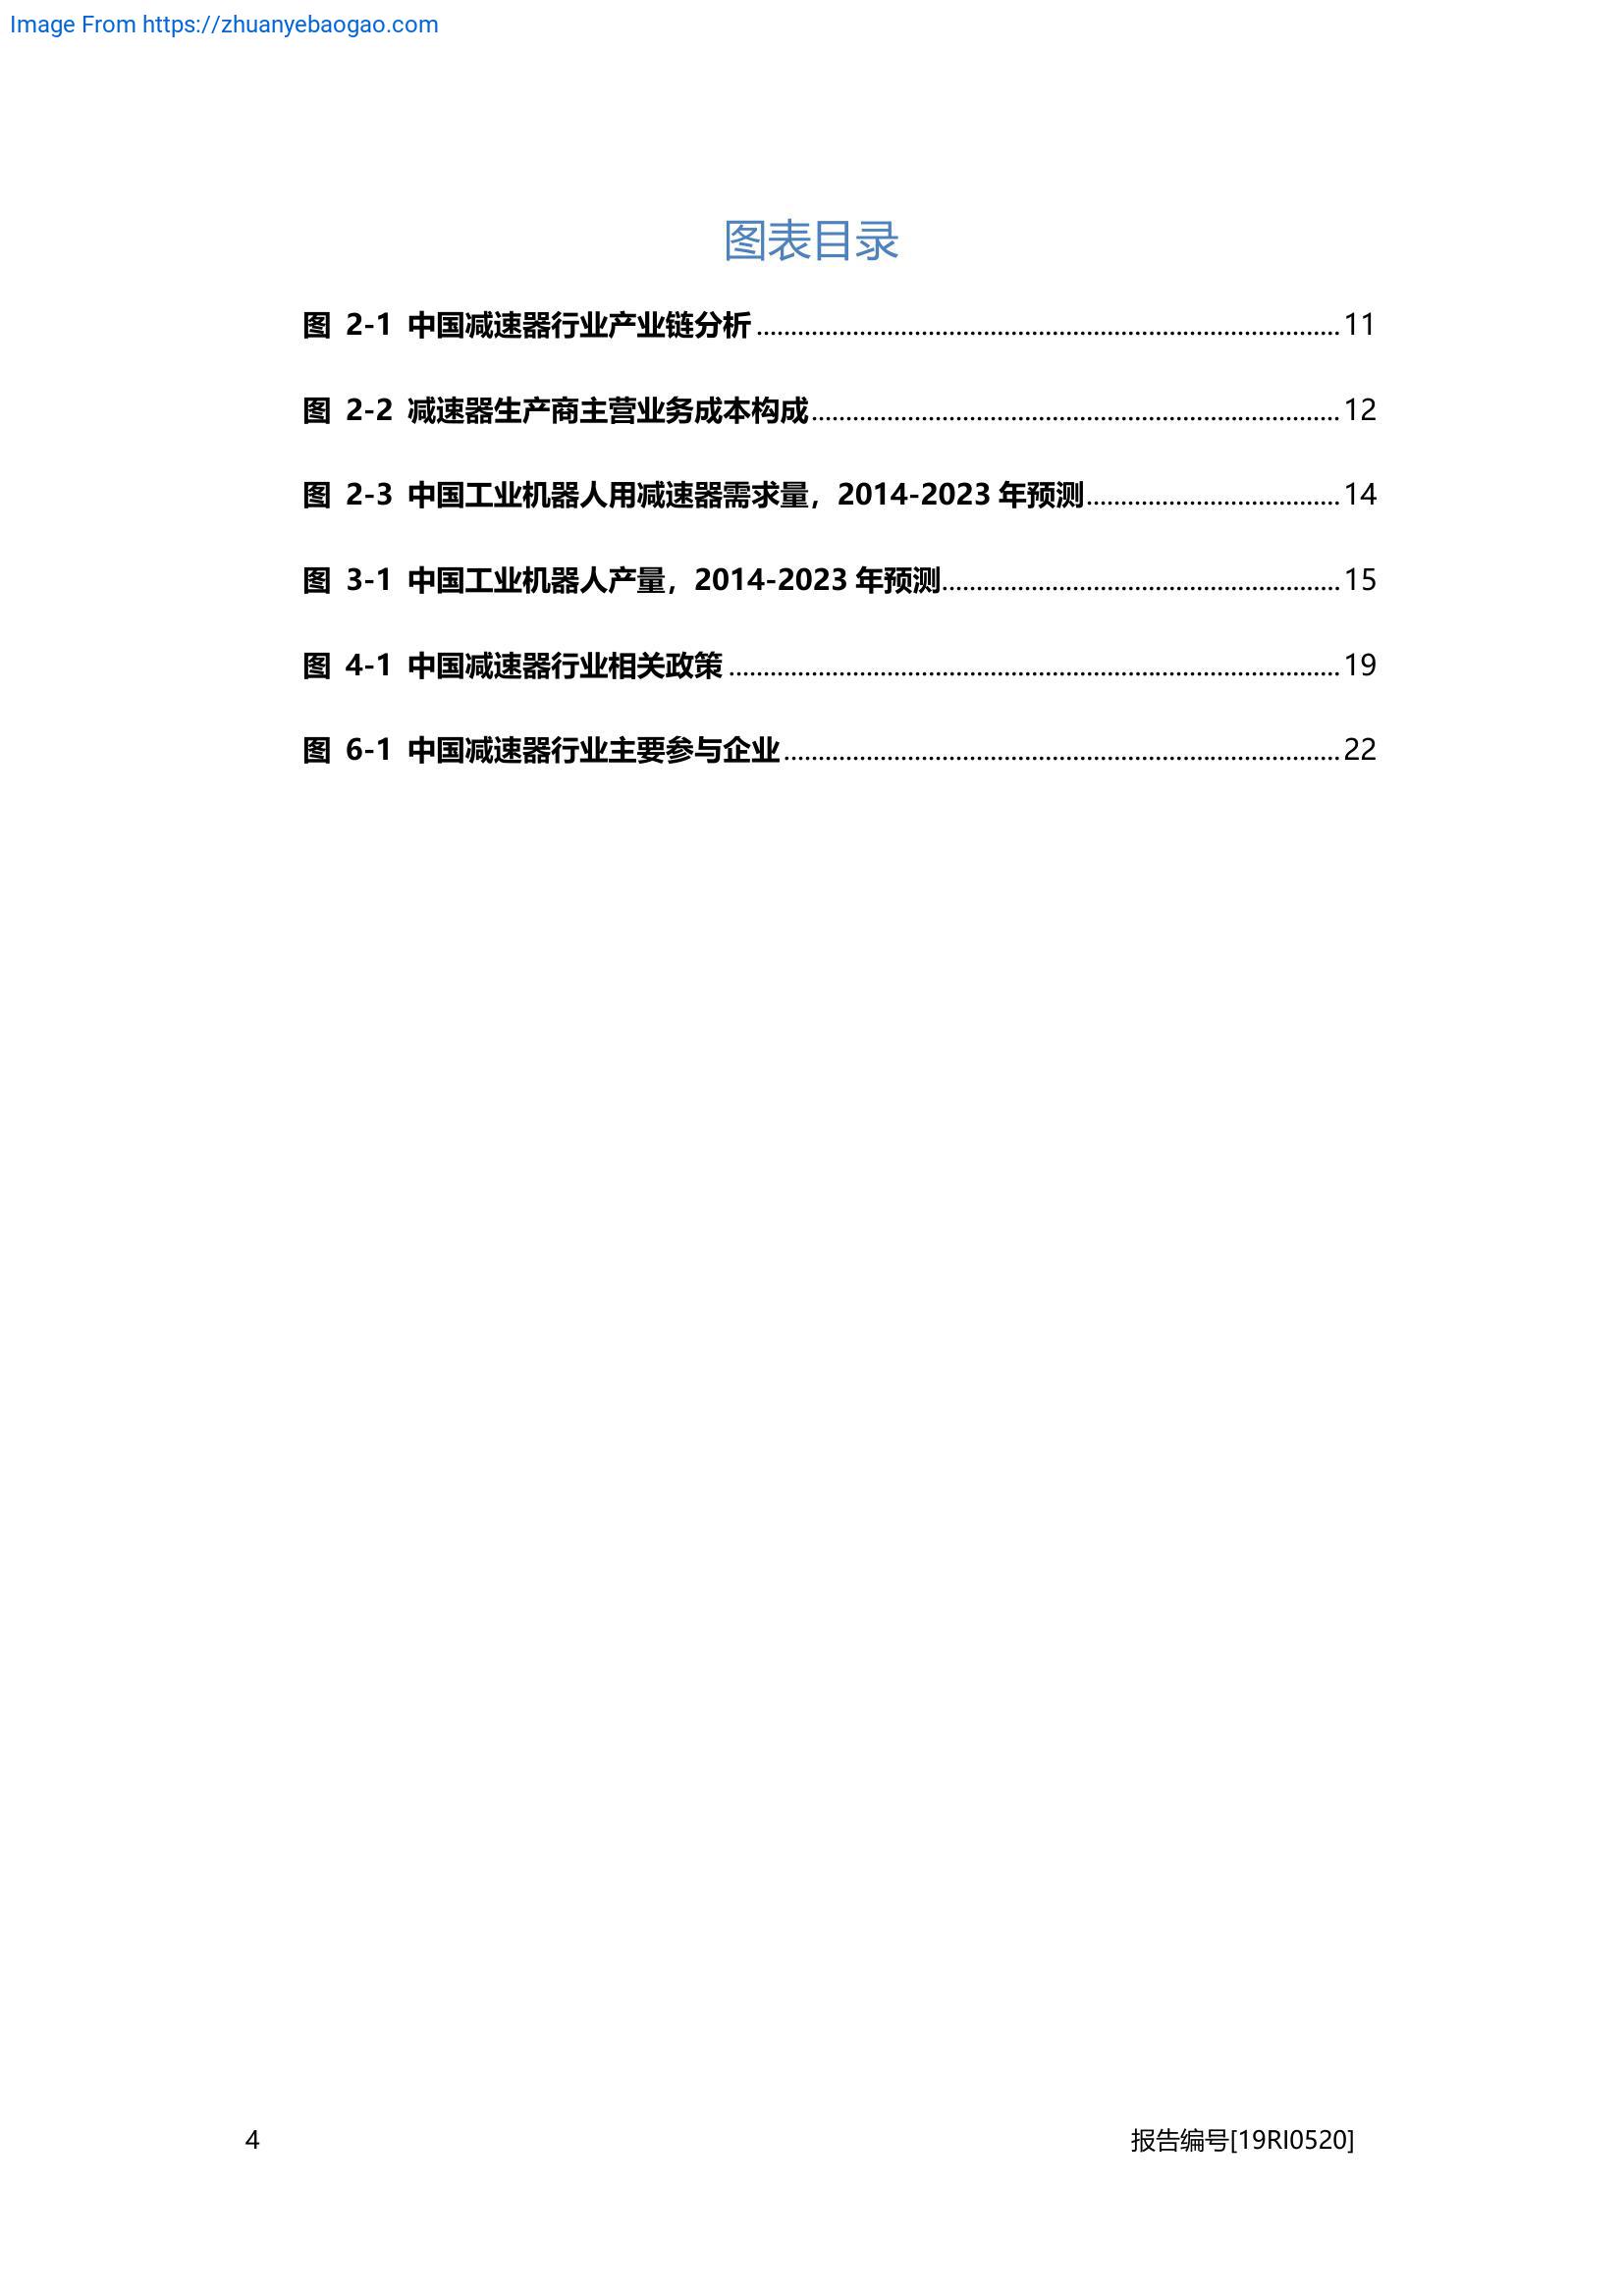 Image From https://zhuanyebaogao.com
图表目录
图 2-1 中国减速器行业产业链分析........................................................................................11
图 2-2 减速器生产商主营业务成本构成................................................................................12
图 2-3 中国工业机器人用减速器需求量，2014-2023 年预测......................................14
图 3-1 中国工业机器人产量，2014-2023 年预测............................................................15
图 4-1 中国减速器行业相关政策............................................................................................19
图 6-1 中国减速器行业主要参与企业....................................................................................22
4 报告编号[19RI0520]